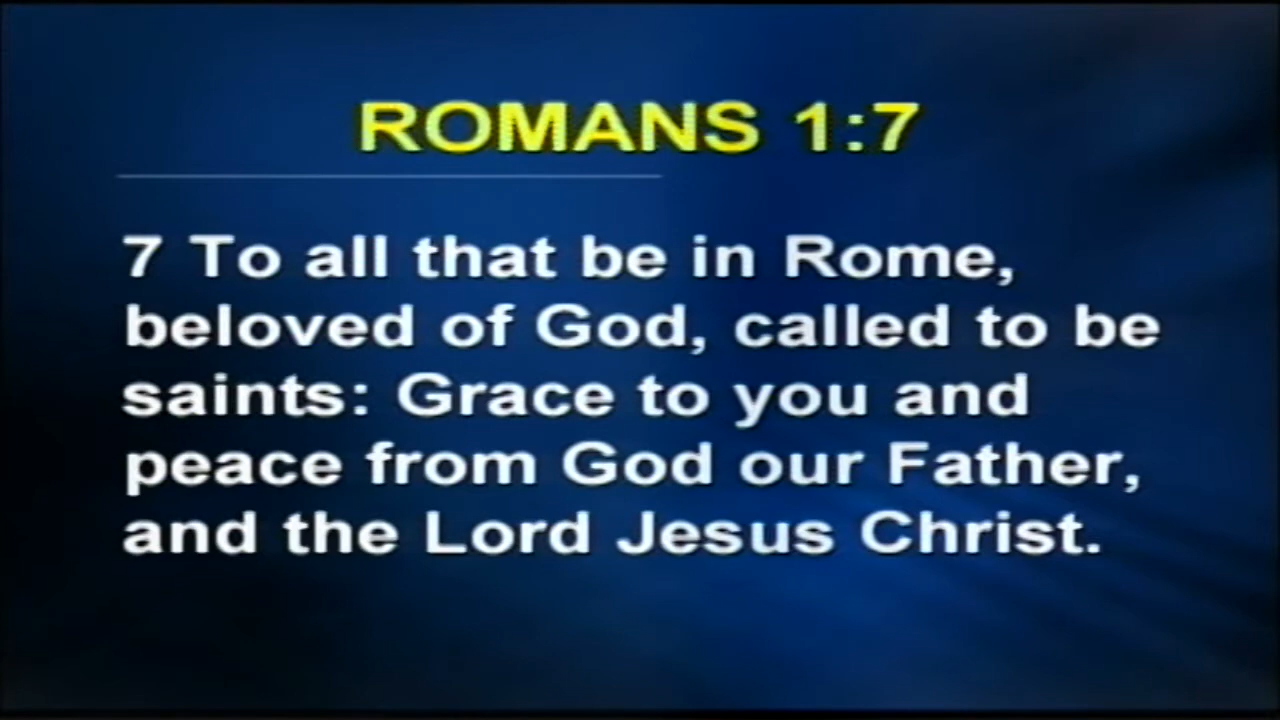 ROMANS 1:7
7 To all that be in Rome,
beloved of God, called to be
saints: Grace to you and
peace from God our Father,
and the Lord Jesus Christ.